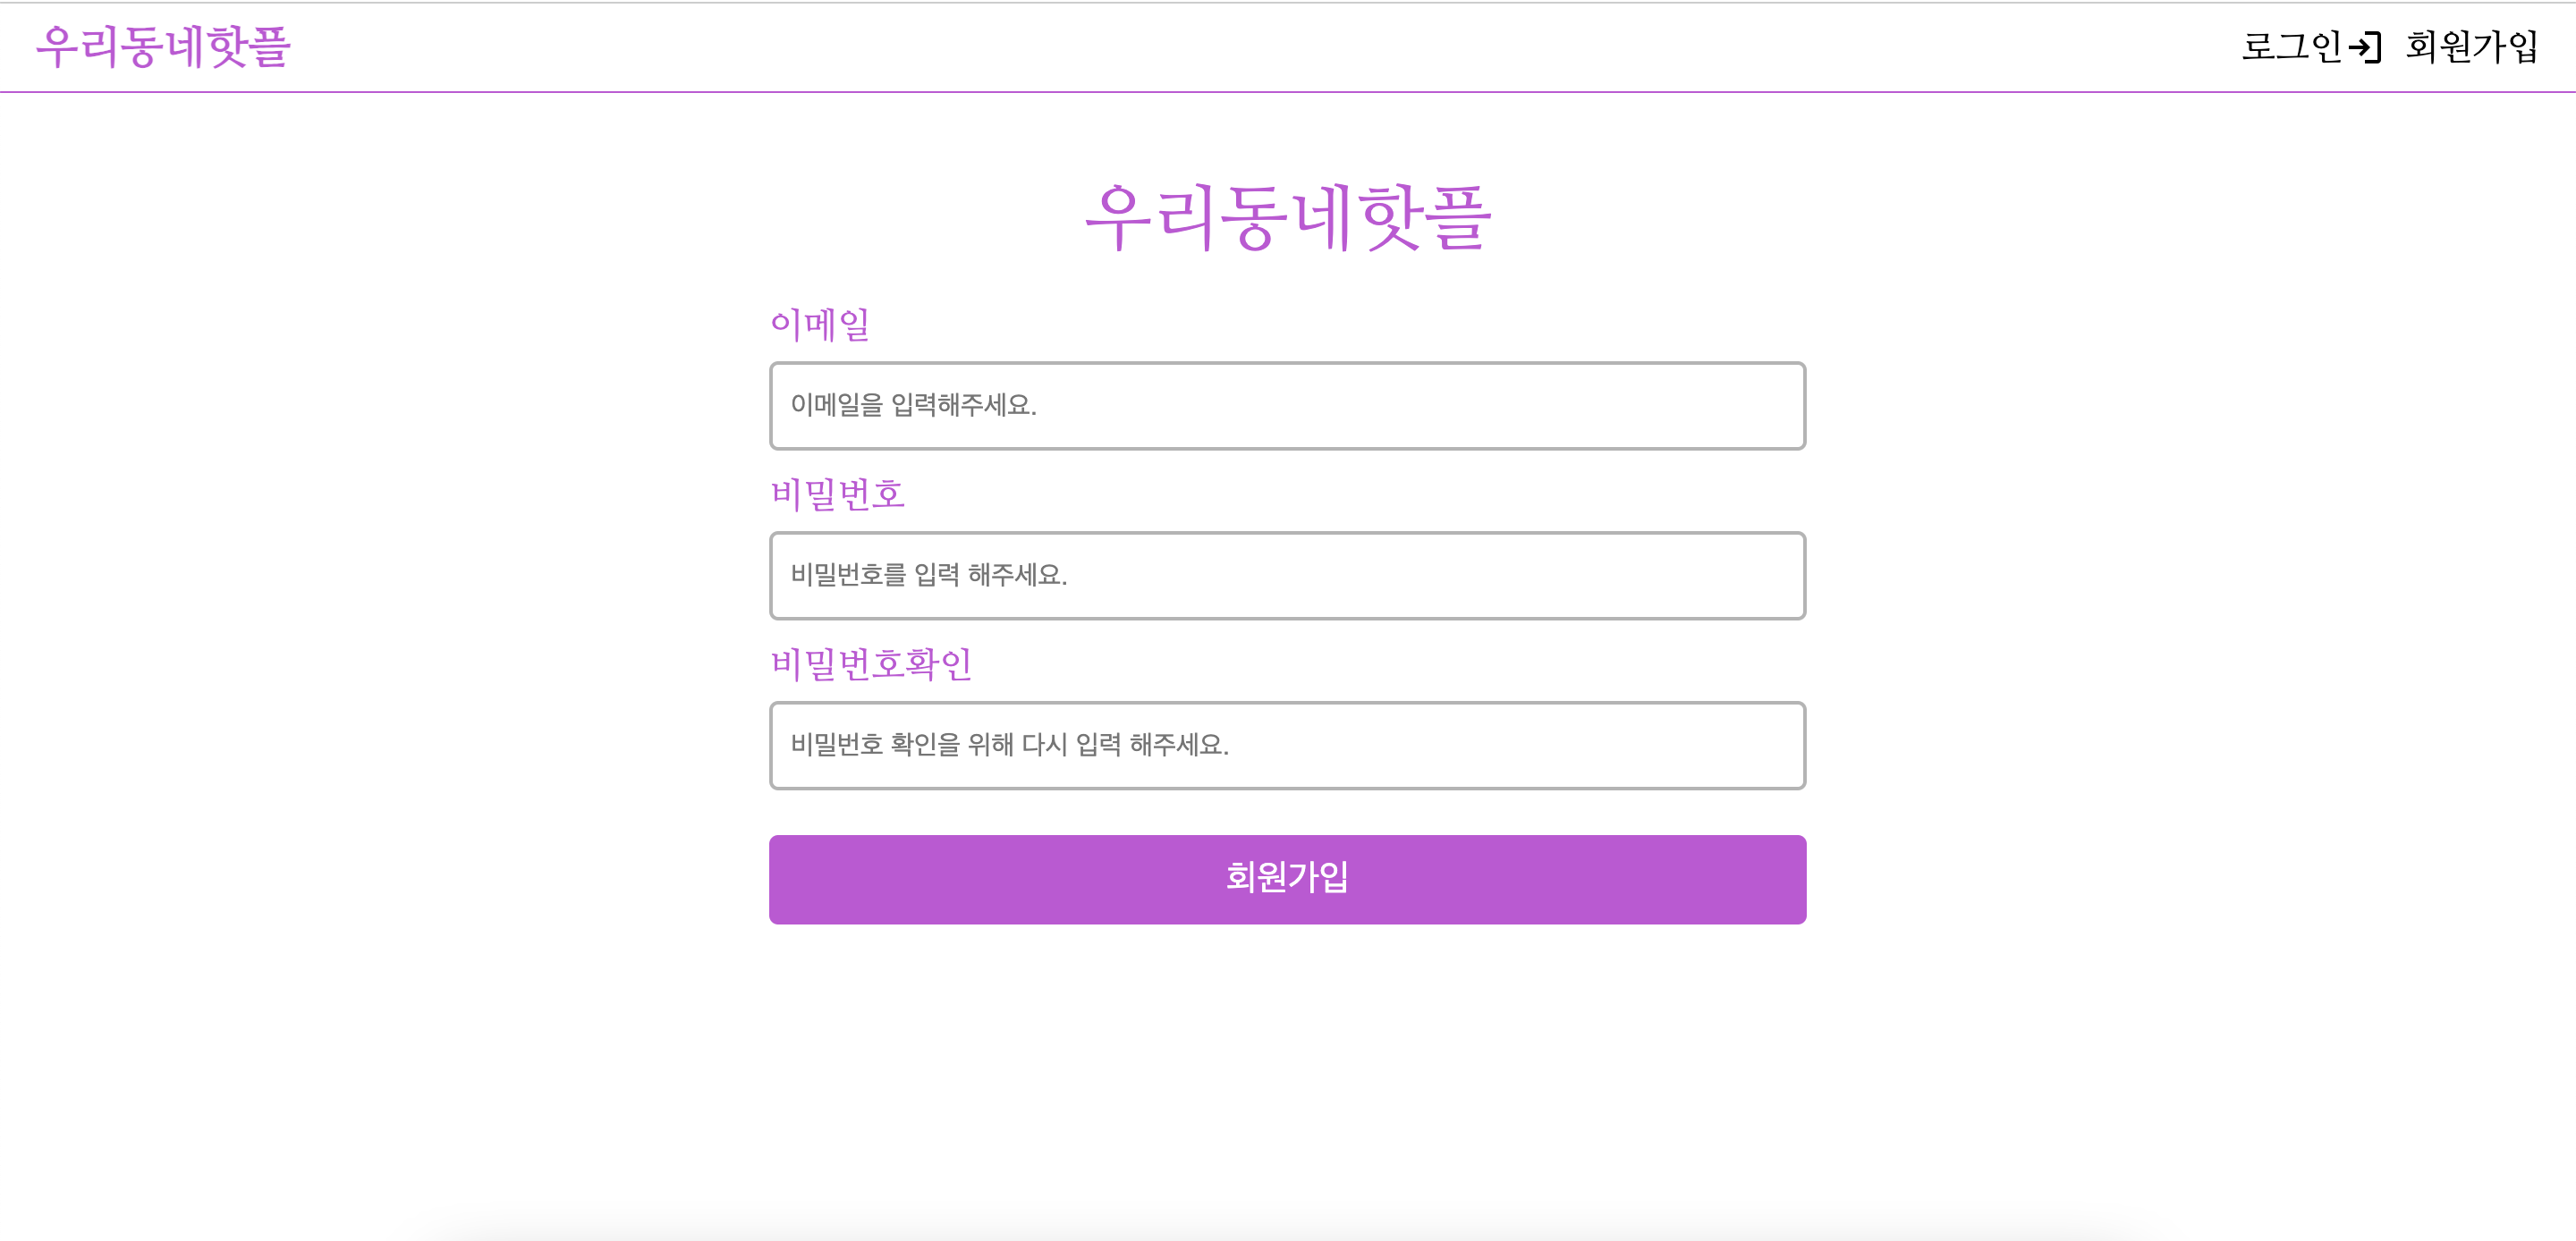 우리동네핫플
로그인 회원가입
우리동네핫플
이메일
이메일을 입력해주세요.
비밀번호
비밀번호를 입력 해주세요.
비밀번호확인
비밀번호 확인을 위해 다시 입력 해주세요.
회원가입